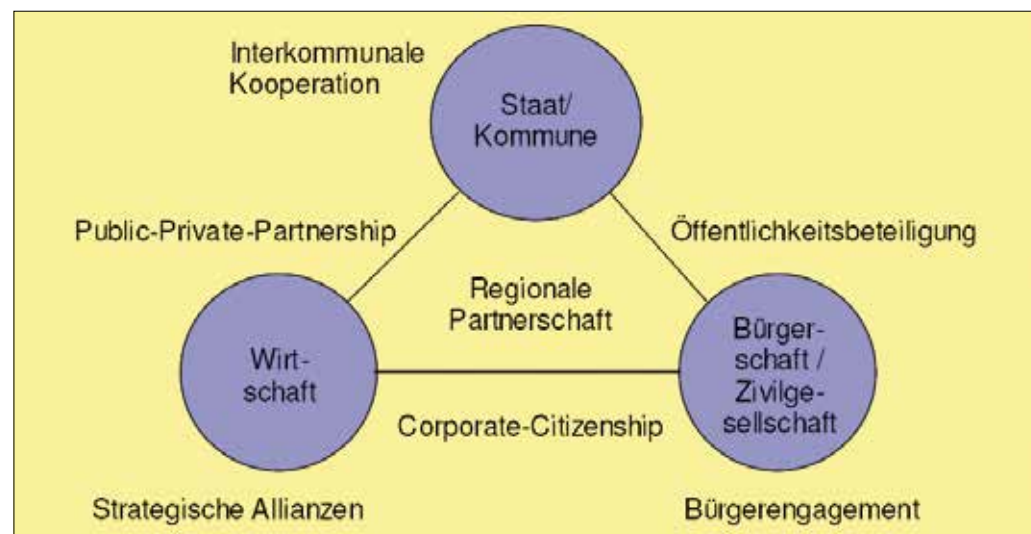 Interkommunale
Kooperation
Staat/
Kommune
Public-Private-Partnership
Öffentlichkeitsbeteiligung
Regionale
Partnerschaft
Wirt-
schaft
Bürger-
schaft /
Zivilge-
sellschaft
Corporate-Citizenship
Strategische Allianzen
Bürgerengagement